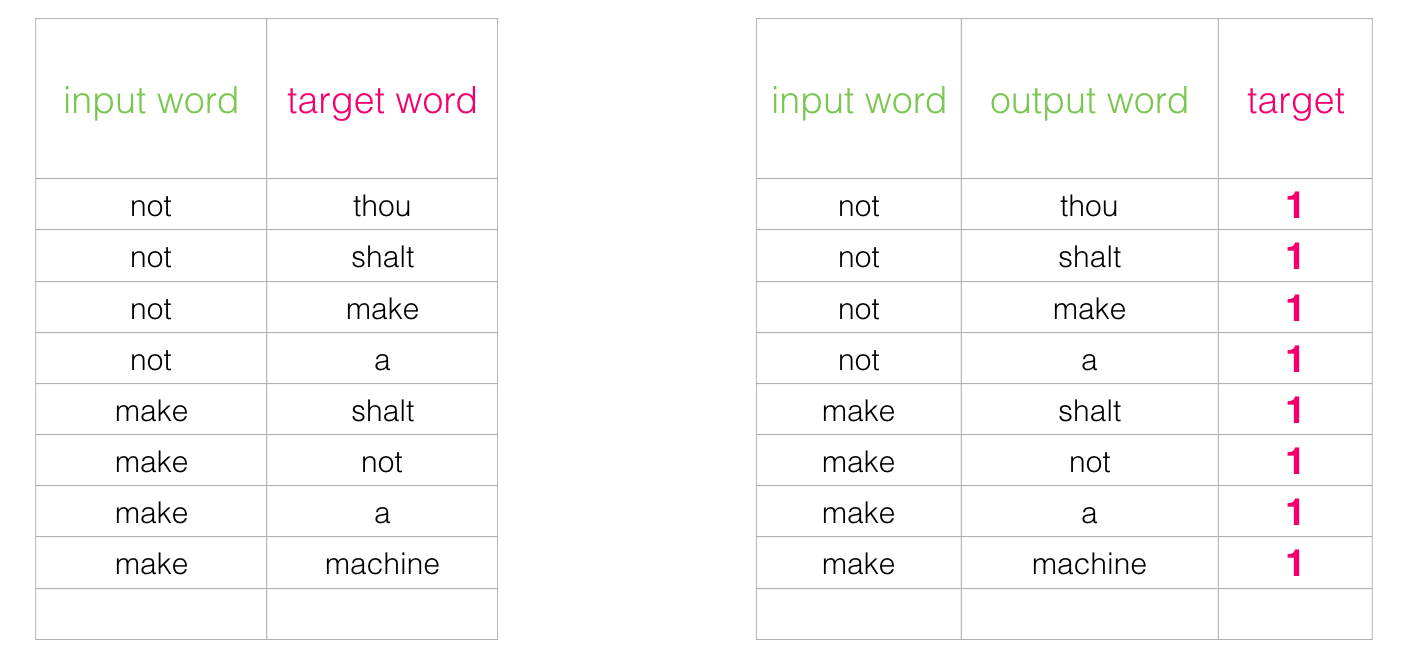 input word target word
not thou
not shalt
not make
not a
make shalt
make not
make a
make machine
input word output word target
not thou 1
not shalt 1
not make 1
not a 1
make shalt 1
make not 1
make a 1
make machine 1